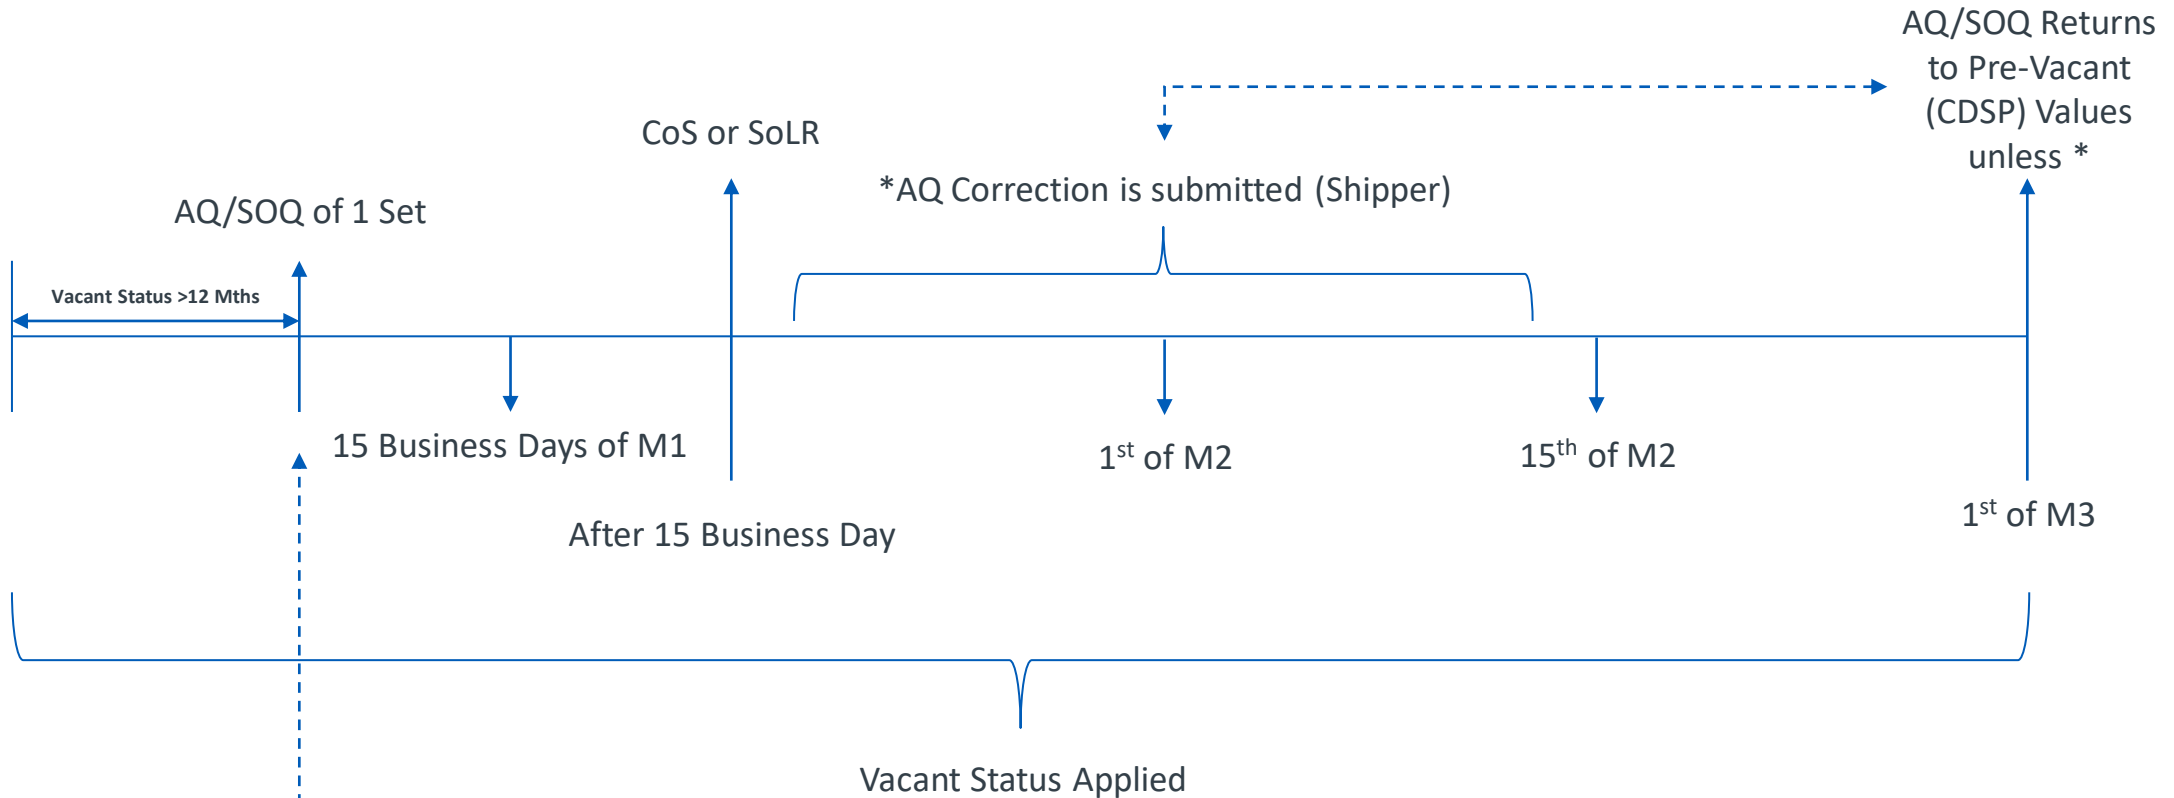 AQ/SOQ Returns
to Pre-Vacant
(CDSP) Values
unless *
CoS or SoLR
*AQ Correction is submitted (Shipper)
AQ/SOQ of 1 Set
Vacant Status >12 Mths
15 Business Days of M1
1st of M2
15th of M2
1st of M3
After 15 Business Day
Vacant Status Applied